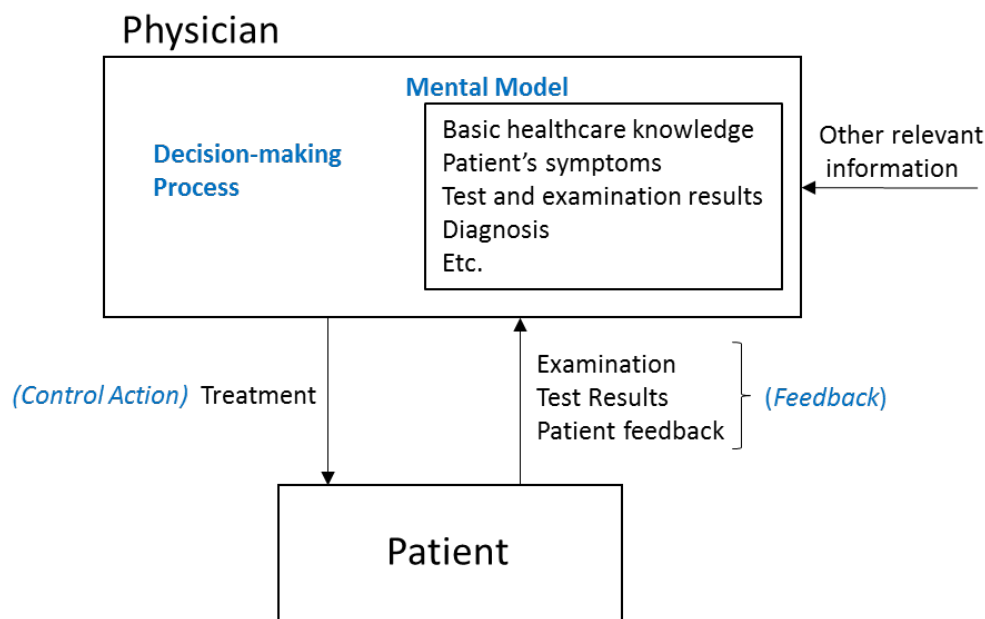 Physician
Mental Model
Decision-making
Process
Basic healthcare knowledge
Patient's symptoms
Test and examination results
Diagnosis
Etc.
Other relevant
information
(Control Action) Treatment
Examination
Test Results
Patient feedback
(Feedback)
Patient